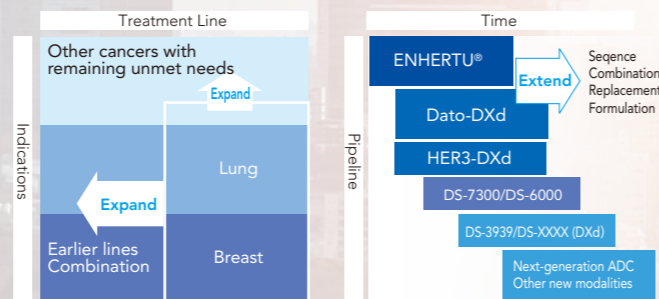 Treatment Line
Indications
Other cancers with
remaining unmet needs
Expand
Lung
Expand
Earlier lines
Combination
Breast
Time
Pipeline
ENHERTU®
Extend
Seqence
Combination
Replacement
Formulation
Dato-DXd
HER3-DXd
DS-7300/DS-6000
DS-3939/DS-XXXX (DXd)
Next-generation ADC
Other new modalities